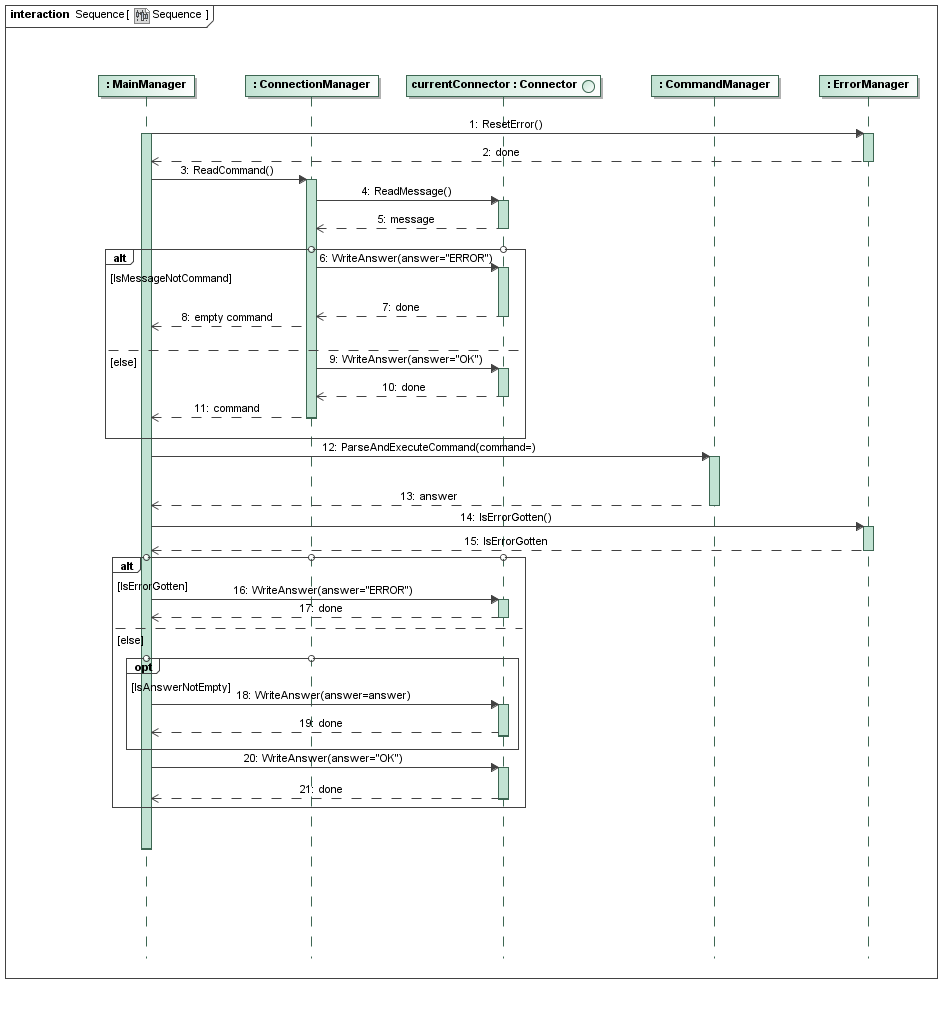 interaction Sequence[ Sequence ]
: MainManager
: ConnectionManager
currentConnector : Connector
: CommandManager
: ErrorManager
1: ResetError()
2: done
3: ReadCommand()
4: ReadMessage()
5: message
alt
6: WriteAnswer(answer="ERROR")
[IsMessageNotCommand]
7: done
8: empty command
[else]
9: WriteAnswer(answer="OK")
10: done
11: command
12: ParseAndExecuteCommand(command=)
13: answer
14: IsErrorGotten()
15: IsErrorGotten
alt
[IsErrorGotten]
16: WriteAnswer(answer="ERROR")
17: done
[else]
opt
[IsAnswerNotEmpty]
18: WriteAnswer(answer=answer)
19: done
20: WriteAnswer(answer="OK")
21: done